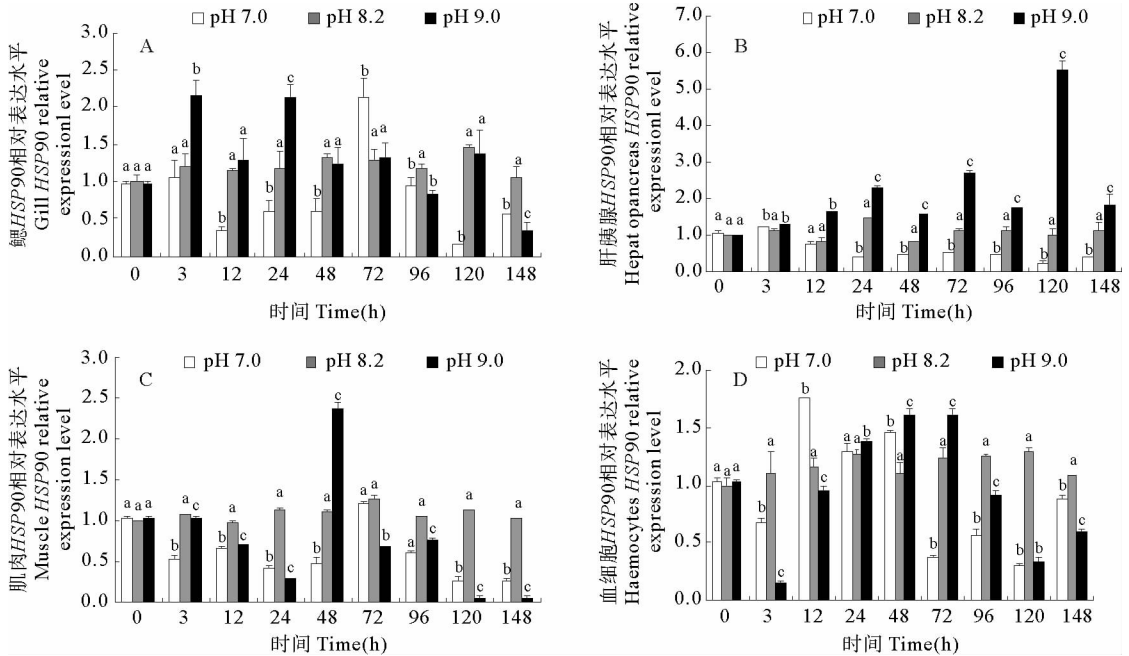 pH 7.0 pH 8.2 pH 9.0
A
鳃HSP90相对表达水平
Gill HSP90 relative
expressionl evel
3.0
2.5
2.0
1.5
1.0
0.5
0.0
a a a
a a b
b a a
b a c
b a a
b a a
b a b
b a a
b a c
0 3 12 24 48 72 96 120 148
时间 Time(h)
pH 7.0 pH 8.2 pH 9.0
B
肝胰腺HSP90相对表达水平
Hepat opancreas HSP90 relative
expression level
7.0
6.0
5.0
4.0
3.0
2.0
1.0
0.0
a a a
b a b
a a b
b a c
b a c
b a c
b a c
b a c
b a c
0 3 12 24 48 72 96 120 148
时间 Time(h)
pH 7.0 pH 8.2 pH 9.0
C
肌肉HSP90相对表达水平
Muscle HSP90 relative
expression level
3.0
2.5
2.0
1.5
1.0
0.5
0.0
a a a
b a c
b a c
b a c
b a c
a a b
b a c
b a c
b a c
0 3 12 24 48 72 96 120 148
时间 Time(h)
pH 7.0 pH 8.2 pH 9.0
D
血细胞HSP90相对表达水平
Haemocytes HSP90 relative
expression level
2.0
1.5
1.0
0.5
0.0
a a a
b a c
b a c
a a b
b a c
b a c
b a c
b a b
b a c
0 3 12 24 48 72 96 120 148
时间 Time(h)